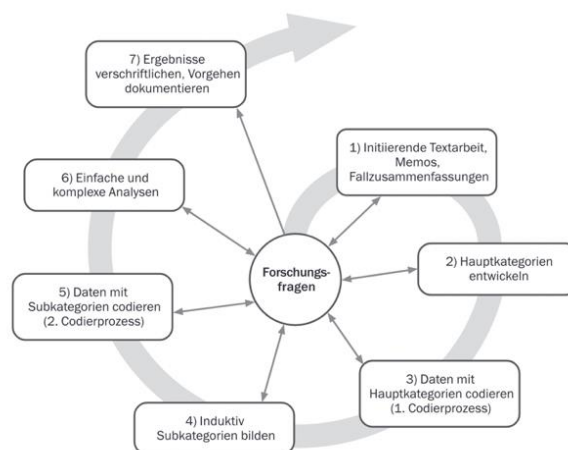 7) Ergebnisse
verschriftlichen, Vorgehen
dokumentieren
1) Initiierende Textarbeit,
Memos,
Fallzusammenfassungen
6) Einfache und
komplexe Analysen
Forschungs-
fragen
2) Hauptkategorien
entwickeln
5) Daten mit
Subkategorien codieren
(2. Codierprozess)
3) Daten mit
Hauptkategorien codieren
(1. Codierprozess)
4) Induktiv
Subkategorien bilden